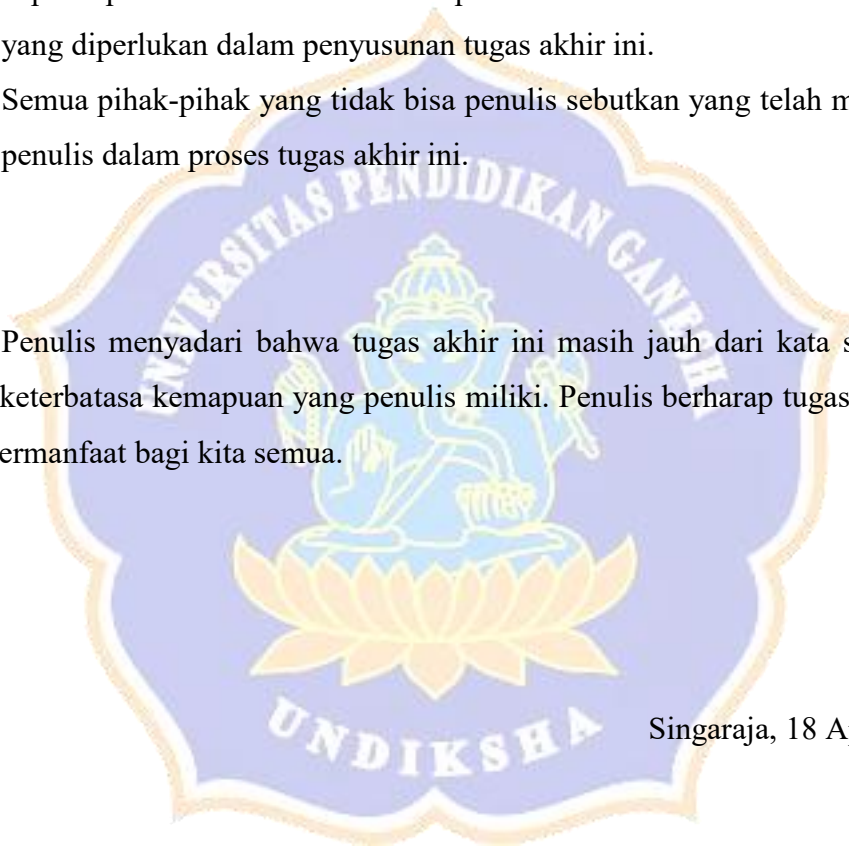 yang diperlukan dalam penyusunan tugas akhir ini.
Semua pihak-pihak yang tidak bisa penulis sebutkan yang telah
penulis dalam proses tugas akhir ini.
UNIVERSITAS PENDIDIKAN GANESHA
Penulis menyadari bahwa tugas akhir ini masih jauh dari kata
keterbatasa kemapuan yang penulis miliki. Penulis berharap tugas
ermanfaat bagi kita semua.
UNDIKSHA
Singaraja, 18